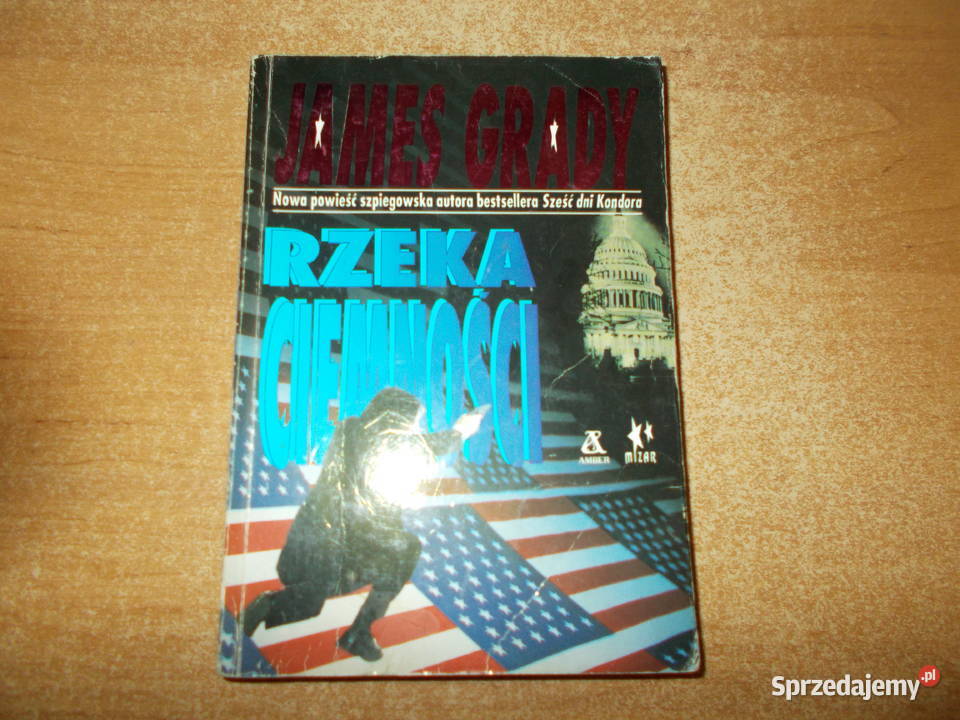 JAMES GRADY
Nowa powieść szpiegowska autora bestsellera Sześć dni Kondora
RZEKA
CIEMNOŚCI
AMBER
MIZAR
Sprzedajemy.pl